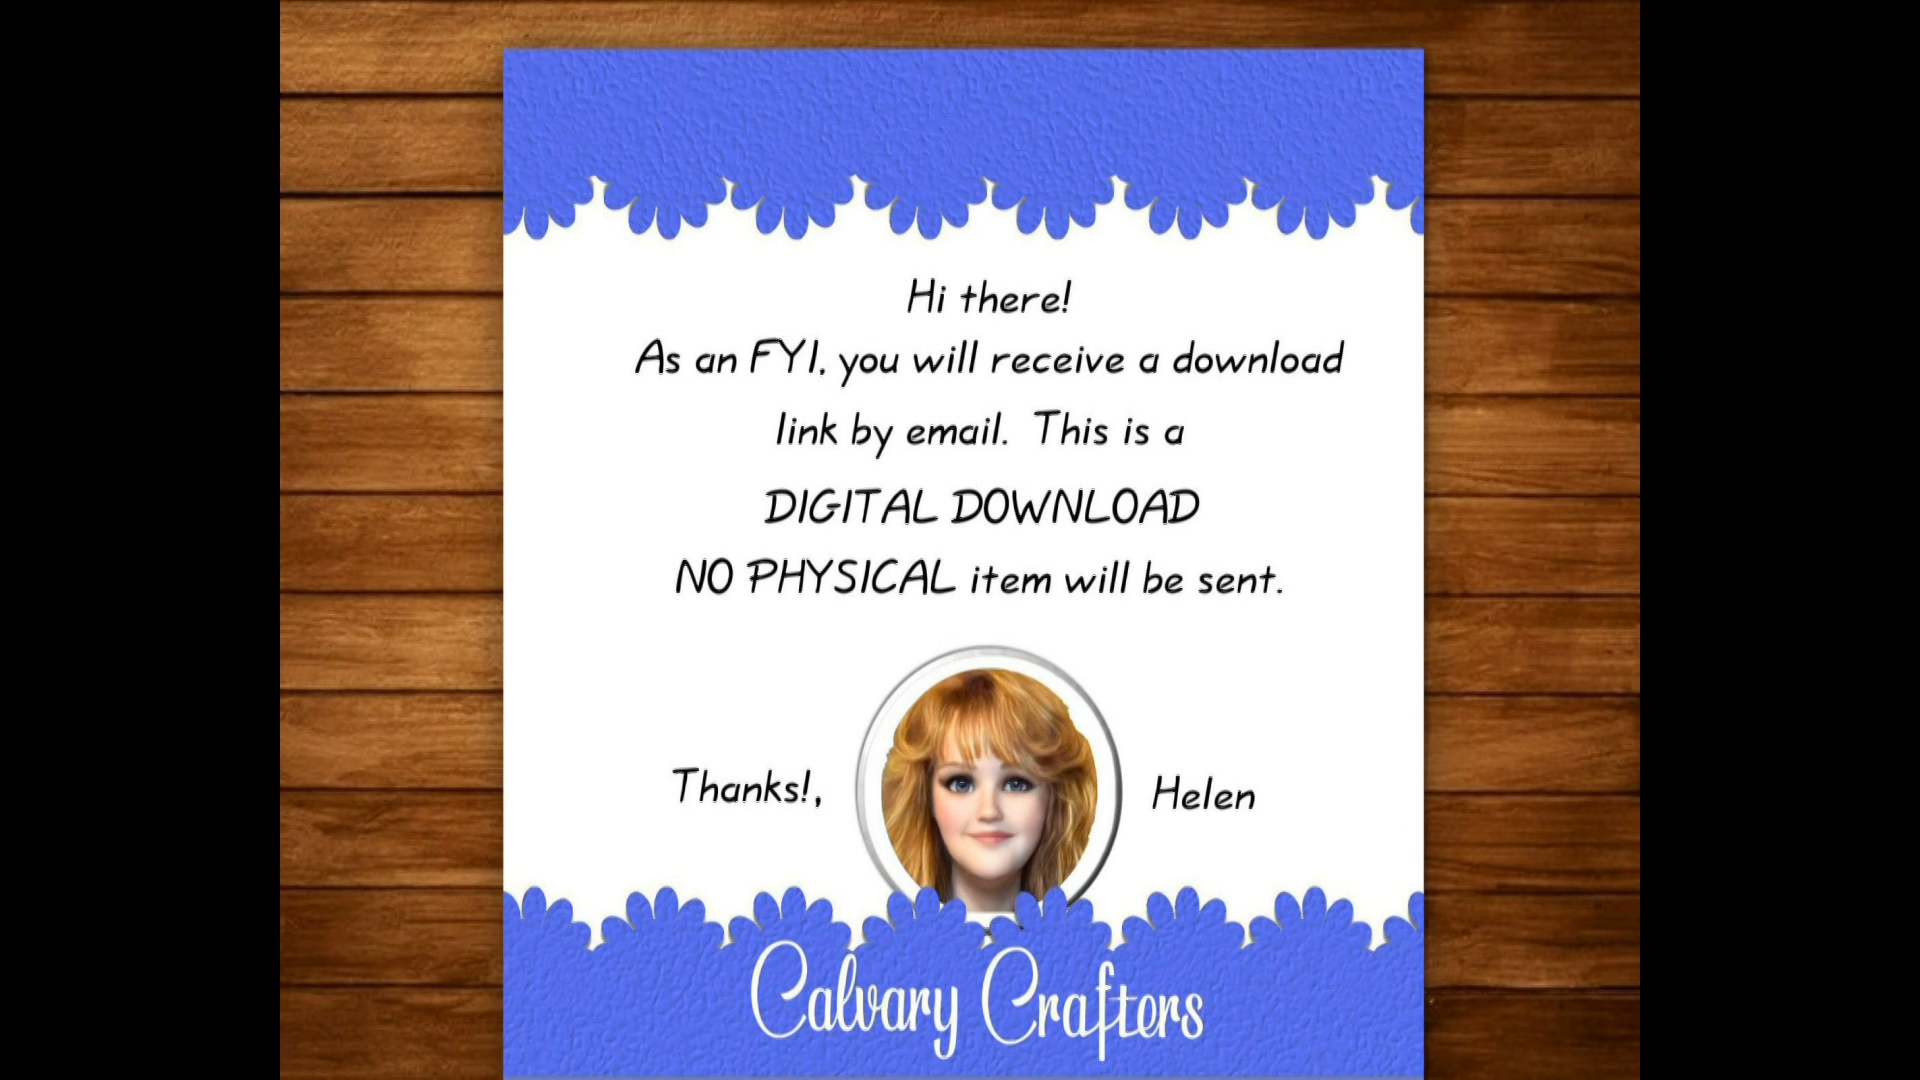 Hi there!
As an FYI, you will receive a download
link by email. This is a
DIGITAL DOWNLOAD
NO PHYSICAL item will be sent.
Thanks!, Helen
Calvary Crafters